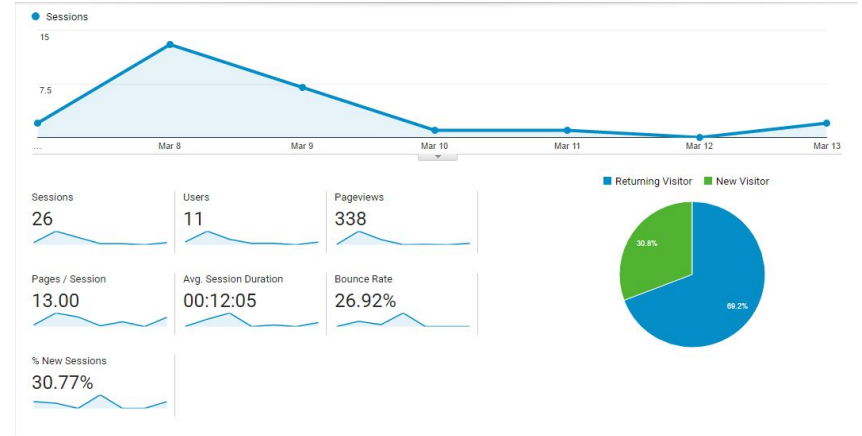 Sessions
15
7.5
...
Mar 8
Mar 9
Mar 10
Mar 11
Mar 12
Mar 13
Returning Visitor
New Visitor
Sessions
26
Users
11
Pageviews
338
Pages / Session
13.00
Avg. Session Duration
00:12:05
Bounce Rate
26.92%
% New Sessions
30.77%
30.8%
69.2%